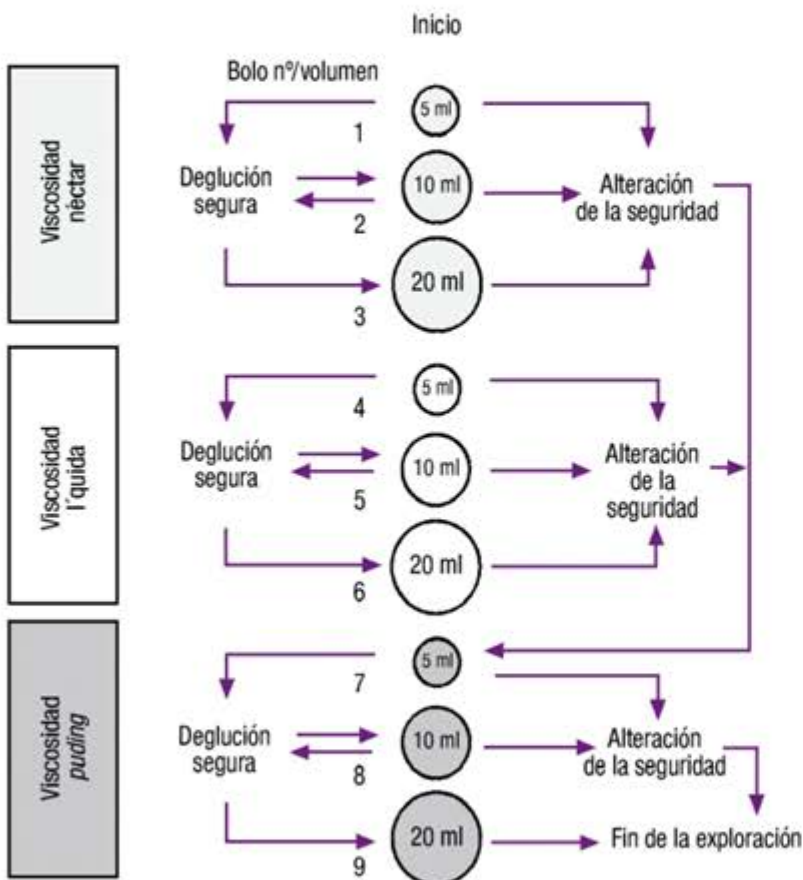 Inicio
Bolo nº/volumen
Viscosidad
nèctar
1
5 ml
Deglución
segura
10 ml
2
Alteración
de la seguridad
20 ml
3
Viscosidad
l´quida
4
5 ml
Deglución
segura
10 ml
5
Alteración
de la
seguridad
20 ml
6
Viscosidad
puding
7
5 ml
Deglución
segura
10 ml
8
Alteración
de la seguridad
20 ml
9
Fin de la exploración